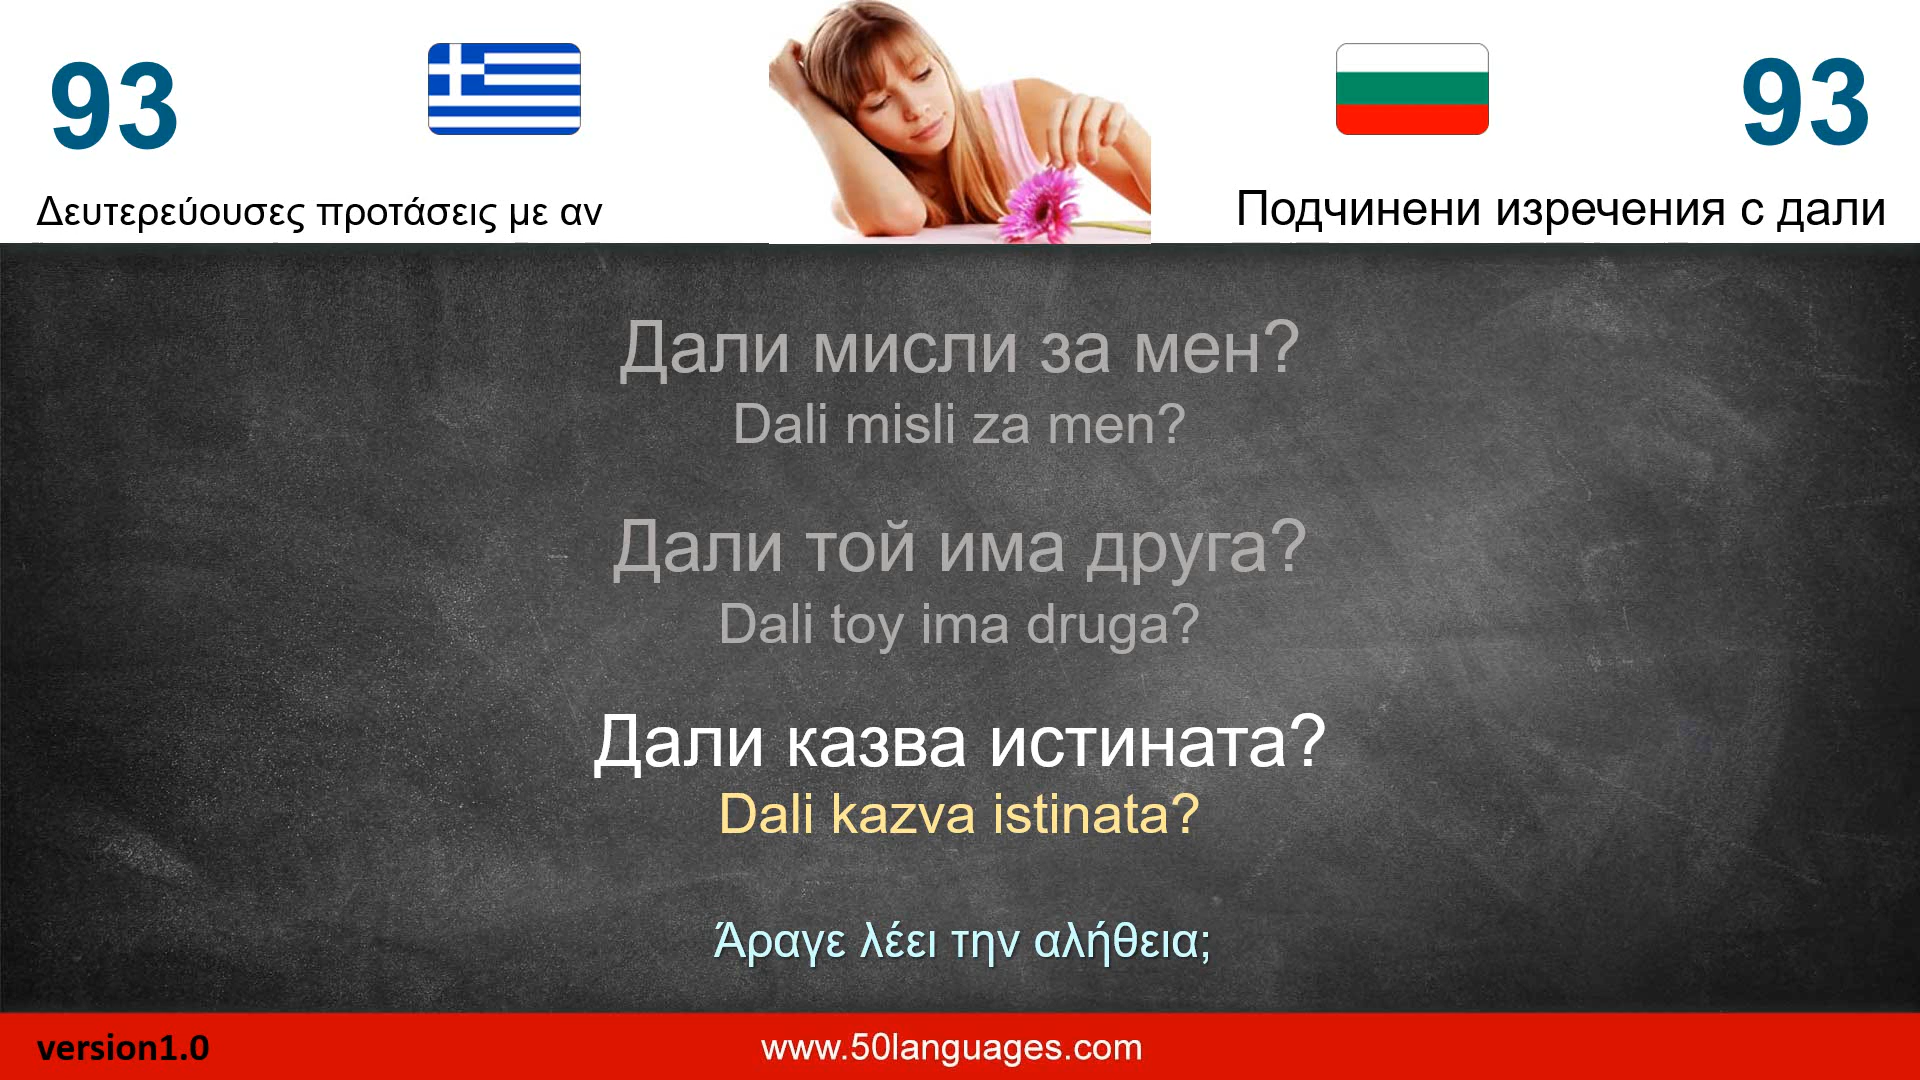 93
93
Δευτερεύουσες προτάσεις με αν
Подчинени изречения с дали
Дали мисли за мен?
Dali misli za men?
Дали той има друга?
Dali toy ima druga?
Дали казва истината?
Dali kazva istinata?
Άραγε λέει την αλήθεια;
version1.0
www.50languages.com